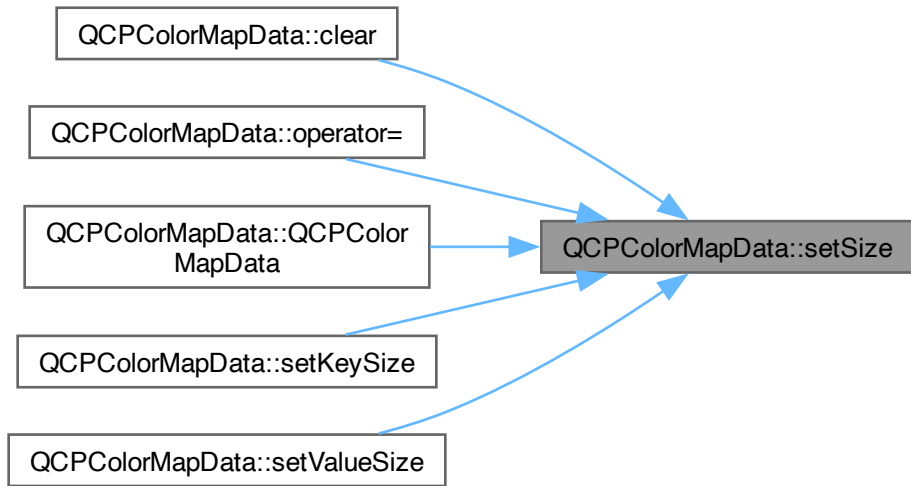 QCPColorMapData::clear
QCPColorMapData::operator=
QCPColorMapData::QCPColor
MapData
QCPColorMapData::setSize
QCPColorMapData::setKeySize
QCPColorMapData::setValueSize